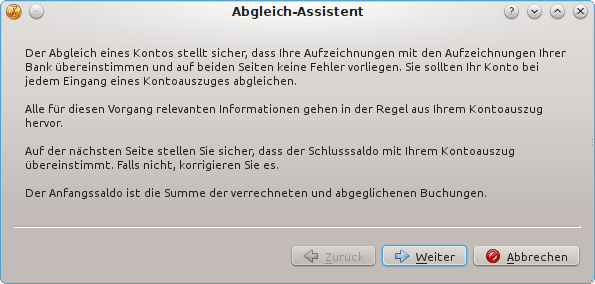 Abgleich-Assistent
Der Abgleich eines Kontos stellt sicher, dass Ihre Aufzeichnungen mit den Aufzeichnungen Ihrer
Bank übereinstimmen und auf beiden Seiten keine Fehler vorliegen. Sie sollten Ihr Konto bei
jedem Eingang eines Kontoauszuges abgleichen.
Alle für diesen Vorgang relevanten Informationen gehen in der Regel aus Ihrem Kontoauszug
hervor.
Auf der nächsten Seite stellen Sie sicher, dass der Schlusssaldo mit Ihrem Kontoauszug
übereinstimmt. Falls nicht, korrigieren Sie es.
Der Anfangssaldo ist die Summe der verrechneten und abgeglichenen Buchungen.
Zurück Weiter Abbrechen